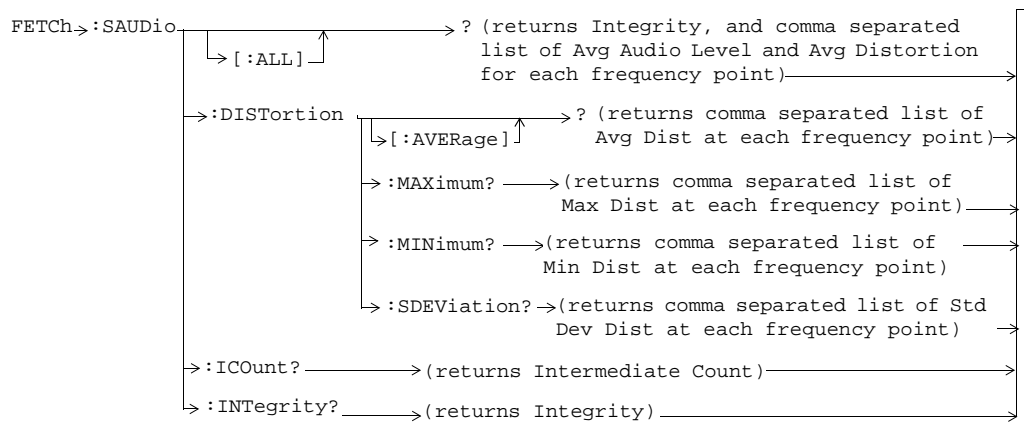 FETCh :SAUDio ? (returns Integrity, and comma separated
list of Avg Audio Level and Avg Distortion
[:ALL]
for each frequency point)
:DISTortion ? (returns comma separated list of
[:AVERage] Avg Dist at each frequency point)
:MAXimum? (returns comma separated list of
Max Dist at each frequency point)
:MINimum? (returns comma separated list of
Min Dist at each frequency point)
:SDEViation? (returns comma separated list of Std
Dev Dist at each frequency point)
:ICOunt? (returns Intermediate Count)
:INTegrity? (returns Integrity)